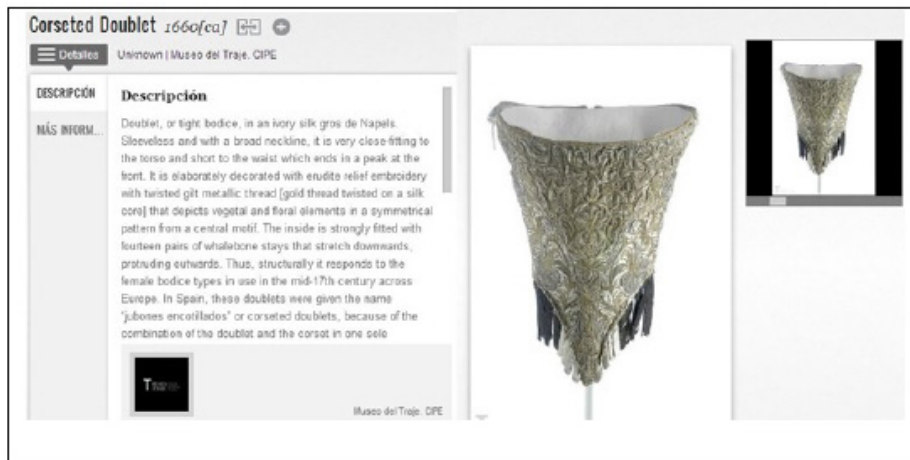 Corseted Doublet 1660[ca]
Detalles Unknown | Museo del Traje. CIPE
DESCRIPCIÓN
MÁS INFORM...
Descripción
Doublet, or tight bodice, in an ivory silk gros de Napels.
Sleeveless and with a broad neckline, it is very close-fitting to
the torso and short to the waist which ends in a peak at the
front. It is elaborately decorated with erudite relief embroidery
with twisted gilt metallic thread [gold thread twisted on a silk
core] that depicts vegetal and floral elements in a symmetrical
pattern from a central motif. The inside is strongly fitted with
fourteen pairs of whalebone stays that stretch downwards,
protruding outwards. Thus, structurally it responds to the
female bodice types in use in the mid-17th century across
Europe. In Spain, these doublets were given the name
"jubones encotillados" or corseted doublets, because of the
combination of the doublet and the corset in one sole
Museo del Traje. CIPE